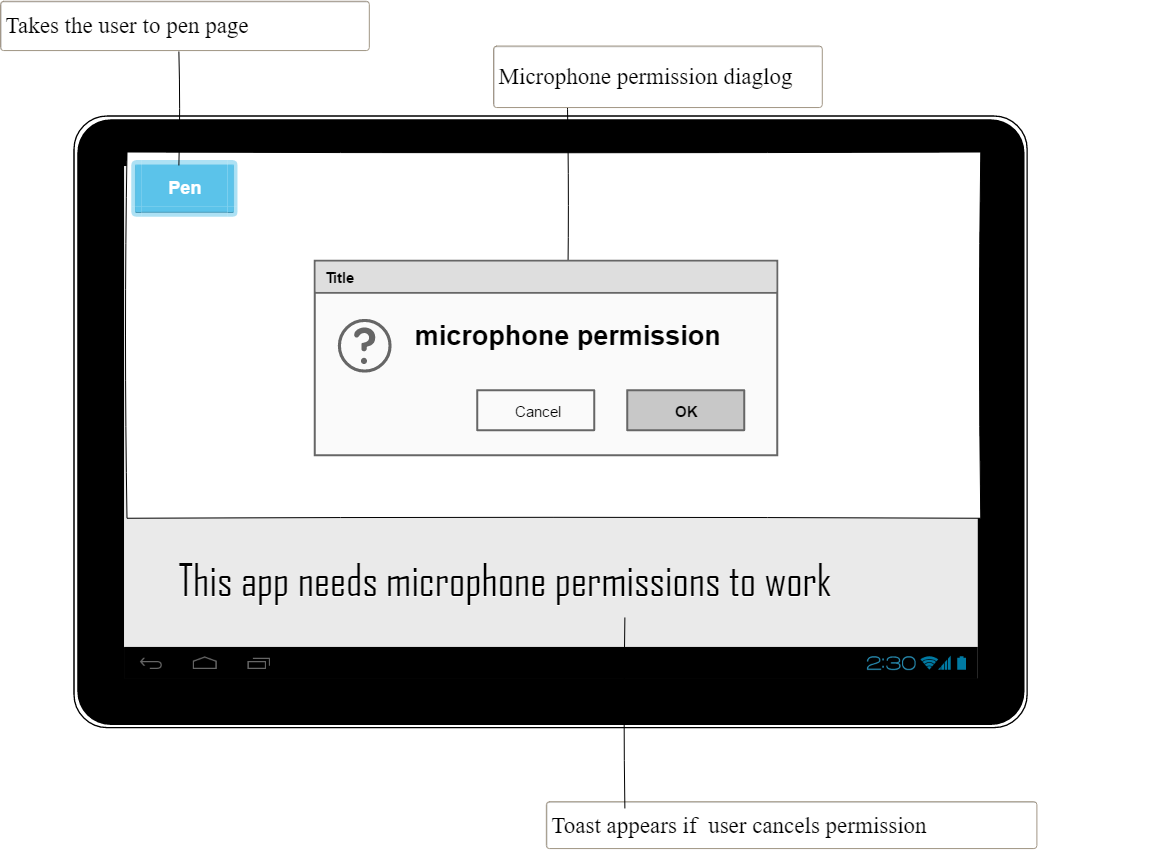 Takes the user to pen page
Microphone permission diaglog
Pen
Title
?
microphone permission
Cancel
OK
This app needs microphone permissions to work
2:30
Toast appears if  user cancels permission